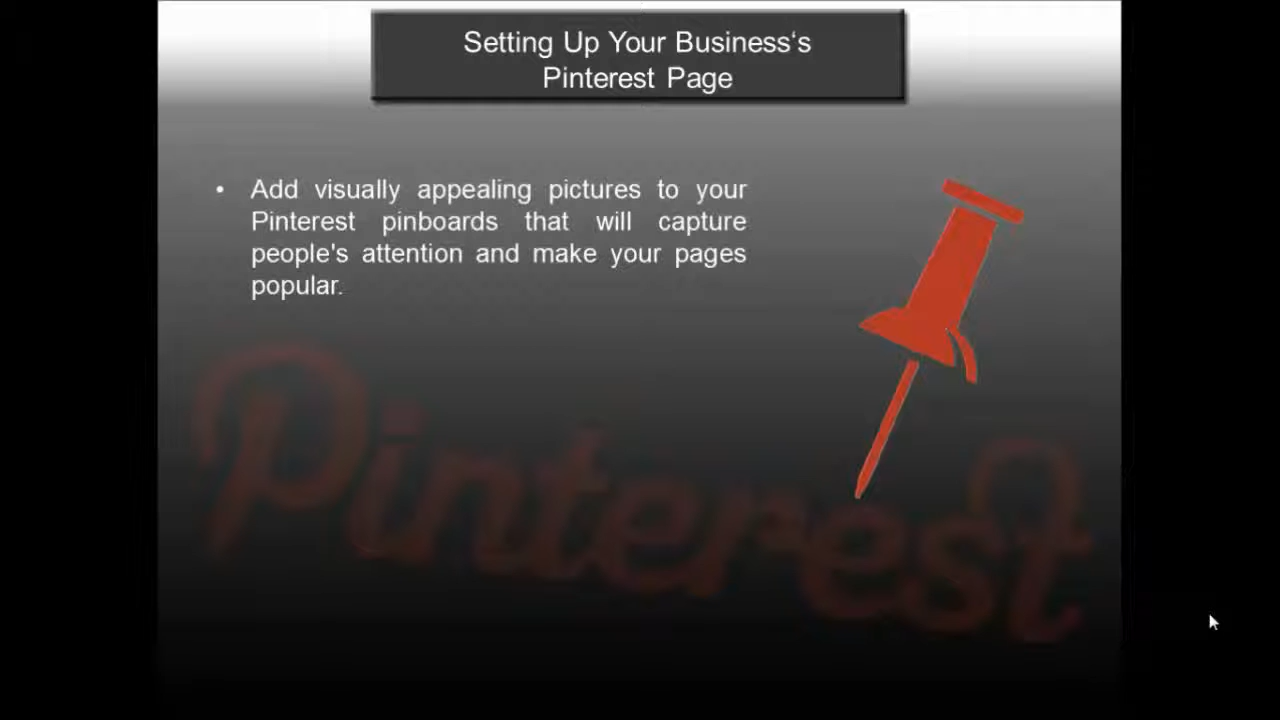 Setting Up Your Business‘s
Pinterest Page
• Add visually appealing pictures to your
Pinterest pinboards that will capture
people's attention and make your pages
popular.
Pinterest